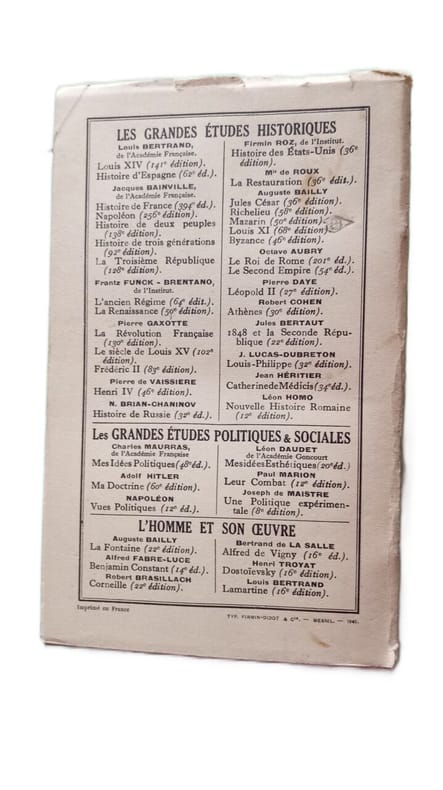 LES GRANDES ÉTUDES HISTORIQUES
Louis BERTRAND,
de l'Académie Française.
Louis XIV (141e édition).
Histoire d'Espagne (62e éd.).
Jacques BAINVILLE,
de l'Académie Française.
Histoire de France (394e éd.).
Napoléon (256e édition).
Histoire de deux peuples
(138e édition).
Histoire de trois générations
(92e édition).
La Troisième République
(128e édition).
Frantz FUNCK - BRENTANO,
de l'Institut.
L'ancien Régime (64e édit.).
La Renaissance (50e édition).
Pierre GAXOTTE
La Révolution Française
(130e édition).
Le siècle de Louis XV (102e
édition).
Frédéric II (83e édition).
Pierre de VAISSIERE
Henri IV (46e édition).
N. BRIAN-CHANINOV
Histoire de Russie (32e éd.).
Firmin ROZ, de l'Institut.
Histoire des États-Unis (36e
édition).
Mis de ROUX
La Restauration (36e édit.).
Auguste BAILLY
Jules César (36e édition).
Richelieu (58e édition).
Mazarin (50e édition).
Louis XI (68e édition).
Byzance (46e édition).
Octave AUBRY
Le Roi de Rome (201e éd.).
Le Second Empire (54e éd.).
Pierre DAYE
Léopold II (27e édition).
Robert COHEN
Athènes (30e édition).
Jules BERTAUT
1848 et la Seconde Répu-
blique (22e édition).
J. LUCAS-DUBRETON
Louis-Philippe (32e édition).
Jean HÉRITIER
Catherine de Médicis (34e éd.).
Léon HOMO
Nouvelle Histoire Romaine
(12e édition).
Les GRANDES ÉTUDES POLITIQUES & SOCIALES
Charles MAURRAS,
de l'Académie Française
Mes Idées Politiques (48e éd.).
Adolf HITLER
Ma Doctrine (60e édition).
NAPOLÉON
Vues Politiques (12e éd.).
Léon DAUDET
de l'Académie Goncourt
Mes idées Esthétiques (20e éd.)
Paul MARION
Leur Combat (12e édition).
Joseph de MAISTRE
Une Politique expérimen-
tale (8e édition).
L'HOMME ET SON ŒUVRE
Auguste BAILLY
La Fontaine (22e édition).
Alfred FABRE-LUCE
Benjamin Constant (14e éd.).
Robert BRASILLACH
Corneille (22e édition).
Bertrand de LA SALLE
Alfred de Vigny (16e éd.).
Henri TROYAT
Dostoïevsky (16e édition).
Louis BERTRAND
Lamartine (16e édition).
Imprimé en France
TYP. FIRMIN-DIDOT & Cie. — MESNIL. —